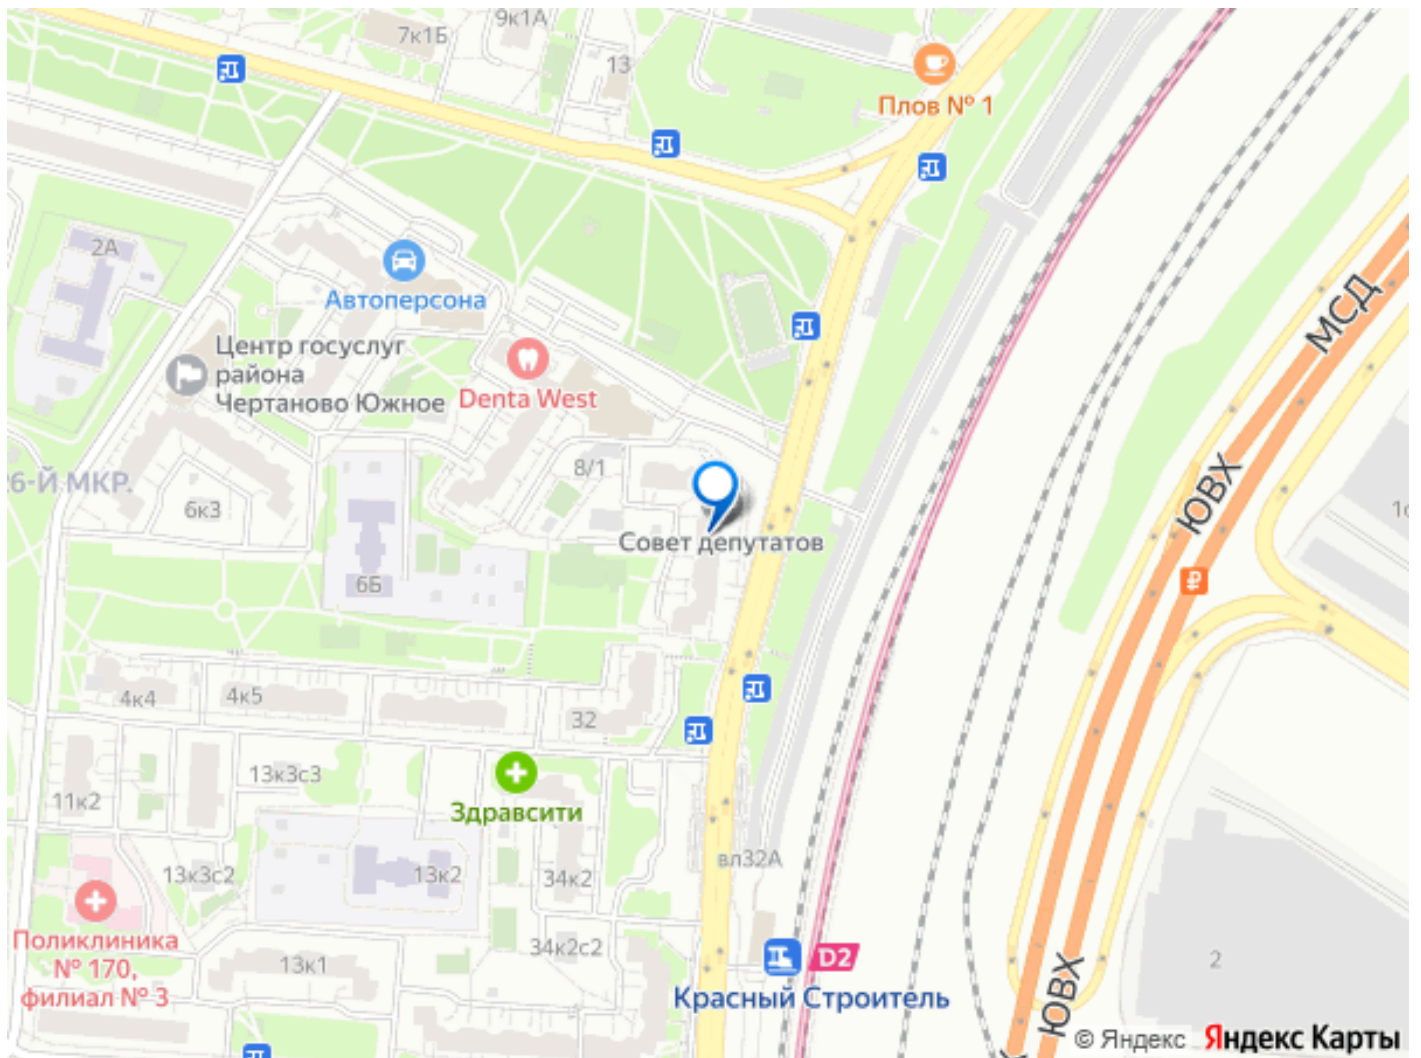 9к1А
7к1Б
13
Плов № 1
2А
Автоперсона
МСД
Центр госуслуг
района
Чертаново Южное
Denta West
8/1
26-Й МКР.
6к3
ЮВХ
Совет депутатов
6Б
4к4
4к5
32
13к3с3
11к2
Здравсити
вл32А
13к3с2
13к2
34к2
Поликлиника
№ 170,
филиал № 3
13к1
34к2с2
D2
2
Красный Строитель
ЮВХ
© Яндекс Яндекс Карты